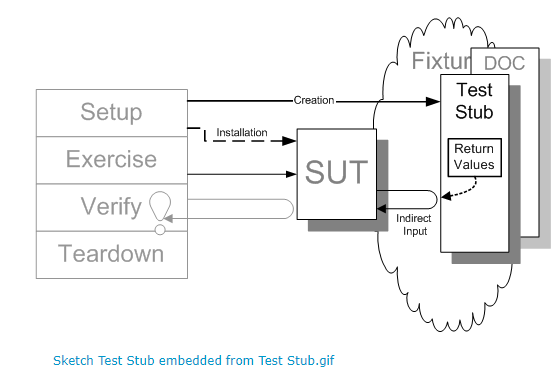 Fixtur
DOC
Test
Stub
Setup
Creation
Installation
Return
Values
Exercise
SUT
Verify
Indirect
Input
Teardown
Sketch Test Stub embedded from Test Stub.gif